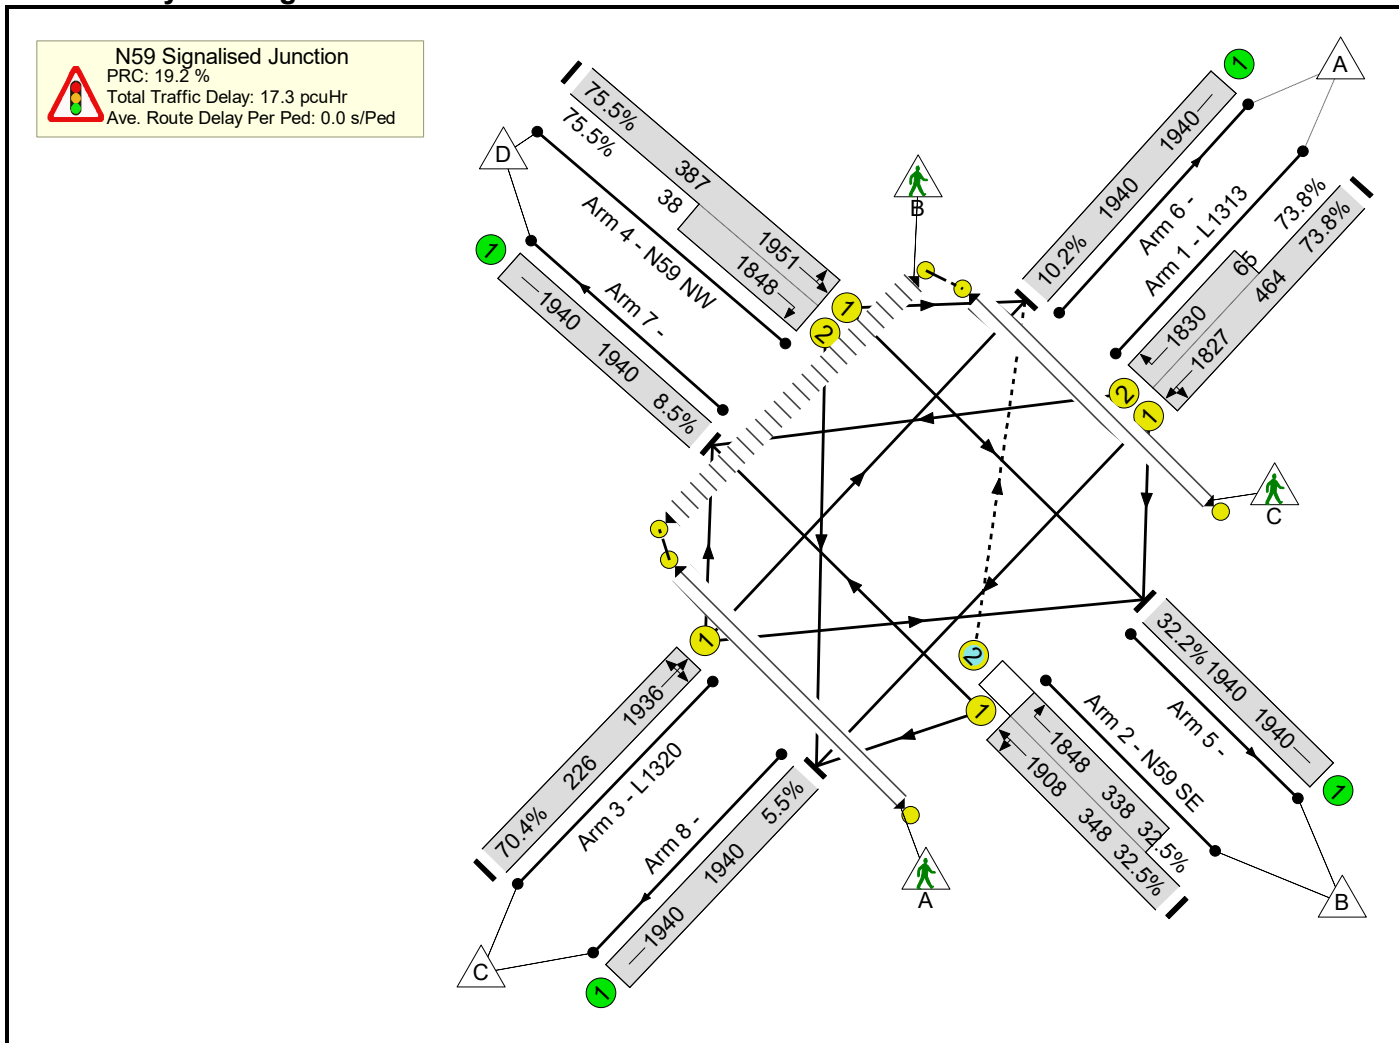 N59 Signalised Junction
PRC: 19.2 %
Total Traffic Delay: 17.3 pcuHr
Ave. Route Delay Per Ped: 0.0 s/Ped
75.5%
75.5%
387
38
1951
1848
Arm 4 - N59 NW
D
1
2
1
Arm 7 -
1940
1940
8.5%
B
1
A
1940
1940
10.2%
Arm 6 -
Arm 1 - L1313
73.8%
73.8%
65
464
1830
1827
2
1
C
1
1936
226
70.4%
Arm 3 - L1320
C
Arm 8 -
5.5%
1940
1940
1
A
2
1
Arm 2 - N59 SE
1848
338
32.5%
1908
348
32.5%
Arm 5 -
32.2%
1940
1940
1
B